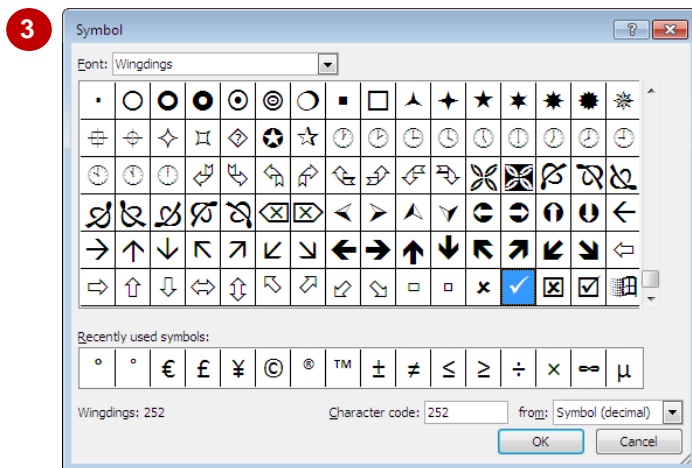 3
Symbol
Font: Wingdings
Recently used symbols:
° ° € £ ¥ © ® ™ ± ≠ ≤ ≥ ÷ × ∞ µ
Wingdings: 252 Character code: 252 from: Symbol (decimal)
OK Cancel